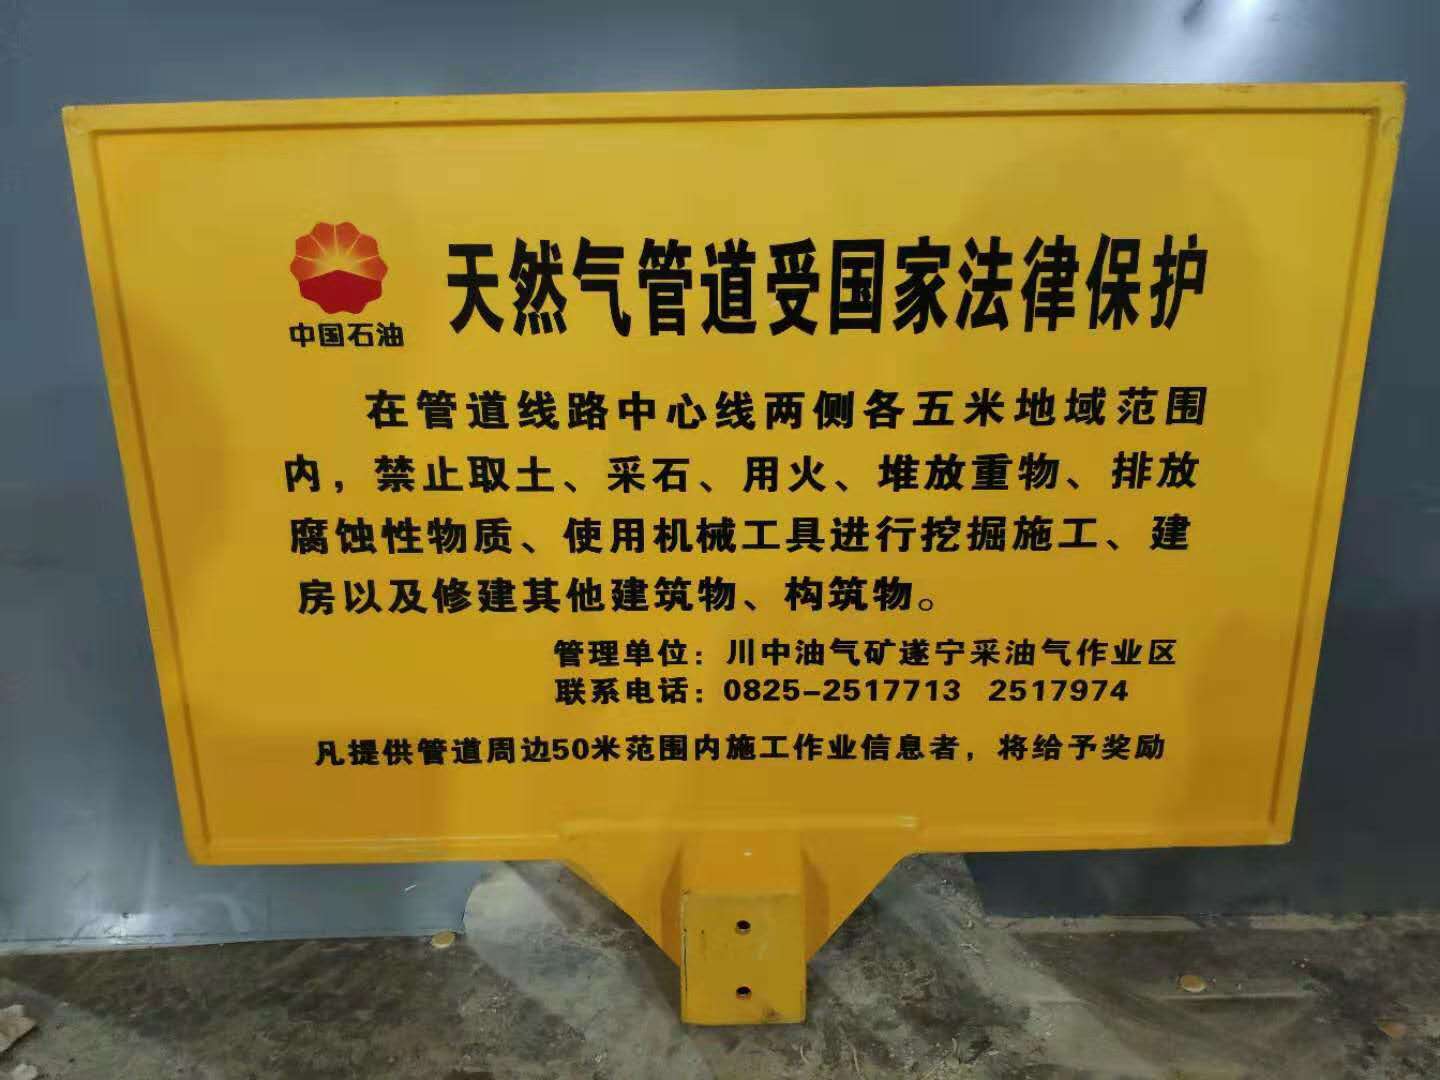 中国石油
天然气管道受国家法律保护
在管道线路中心线两侧各五米地域范围
内，禁止取土、采石、用火、堆放重物、排放
腐蚀性物质、使用机械工具进行挖掘施工、建
房以及修建其他建筑物、构筑物。
管理单位：川中油气矿遂宁采油气作业区
联系电话：0825-2517713 2517974
凡提供管道周边50米范围内施工作业信息者，将给予奖励